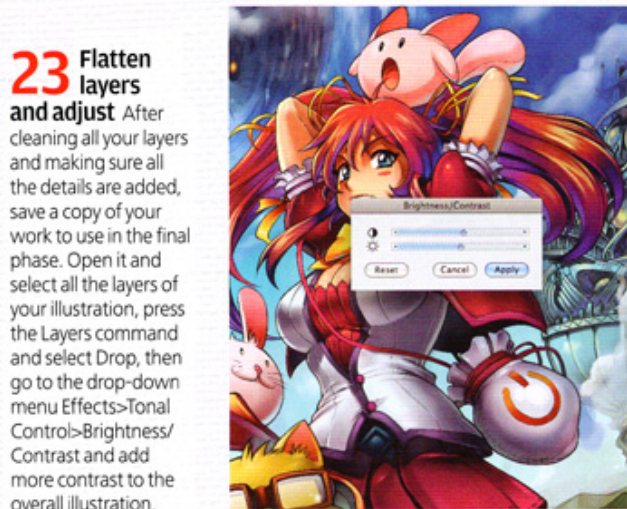 23 Flatten
layers
and adjust After
cleaning all your layers
and making sure all
the details are added,
save a copy of your
work to use in the final
phase. Open it and
select all the layers of
your illustration, press
the Layers command
and select Drop, then
go to the drop-down
menu Effects>Tonal
Control>Brightness/
Contrast and add
more contrast to the
overall illustration.
Brightness/Contrast
Reset Cancel Apply